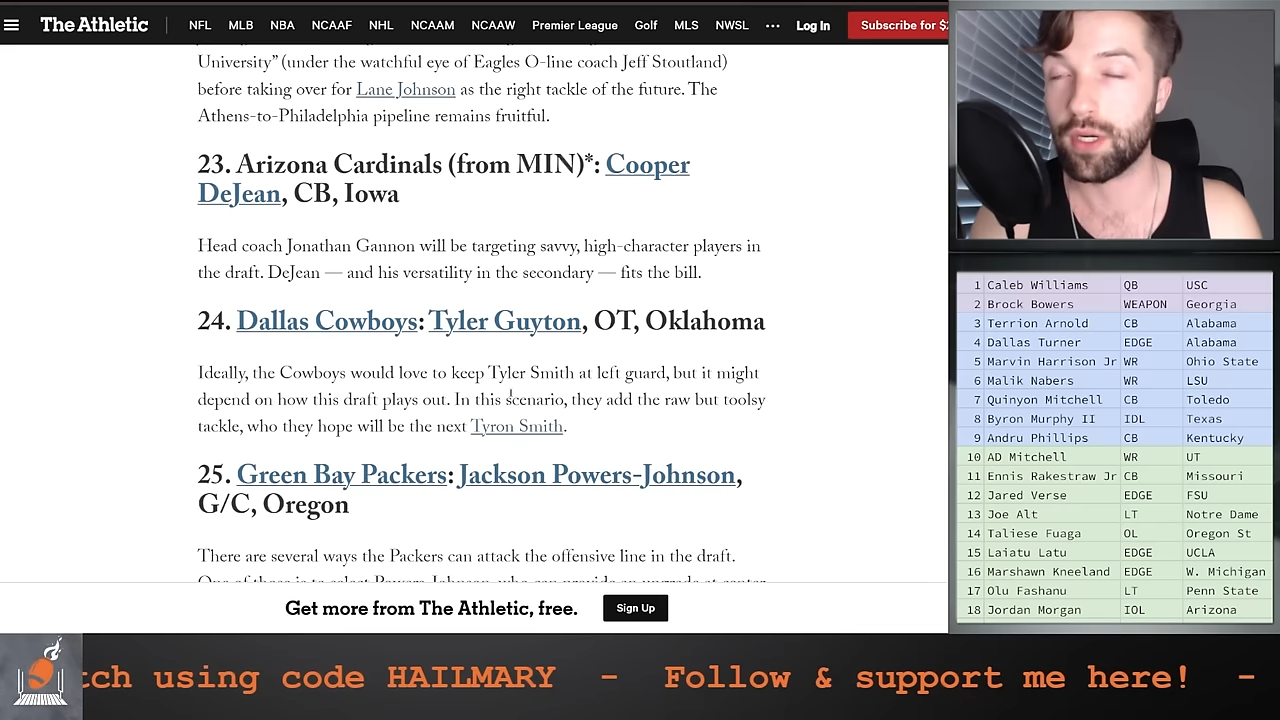 The Athletic
NFL MLB NBA NCAAF NHL NCAAM NCAAW Premier League Golf MLS NWSL ••• Log In Subscribe for $2
University” (under the watchful eye of Eagles O-line coach Jeff Stoutland)
before taking over for Lane Johnson as the right tackle of the future. The
Athens-to-Philadelphia pipeline remains fruitful.
23. Arizona Cardinals (from MIN)*: Cooper
DeJean, CB, Iowa
Head coach Jonathan Gannon will be targeting savvy, high-character players in
the draft. DeJean — and his versatility in the secondary — fits the bill.
24. Dallas Cowboys: Tyler Guyton, OT, Oklahoma
Ideally, the Cowboys would love to keep Tyler Smith at left guard, but it might
depend on how this draft plays out. In this scenario, they add the raw but toolsy
tackle, who they hope will be the next Tyron Smith.
25. Green Bay Packers: Jackson Powers-Johnson,
G/C, Oregon
There are several ways the Packers can attack the offensive line in the draft.
Get more from The Athletic, free. Sign Up
1 Caleb Williams QB USC
2 Brock Bowers WEAPON Georgia
3 Terrion Arnold CB Alabama
4 Dallas Turner EDGE Alabama
5 Marvin Harrison Jr WR Ohio State
6 Malik Nabers WR LSU
7 Quinyon Mitchell CB Toledo
8 Byron Murphy II IDL Texas
9 Andru Phillips CB Kentucky
10 AD Mitchell WR UT
11 Ennis Rakestraw Jr CB Missouri
12 Jared Verse EDGE FSU
13 Joe Alt LT Notre Dame
14 Taliese Fuaga OL Oregon St
15 Laiatu Latu EDGE UCLA
16 Marshawn Kneeland EDGE W. Michigan
17 Olu Fashanu LT Penn State
18 Jordan Morgan IOL Arizona
tch using code HAILMARY - Follow & support me here! -